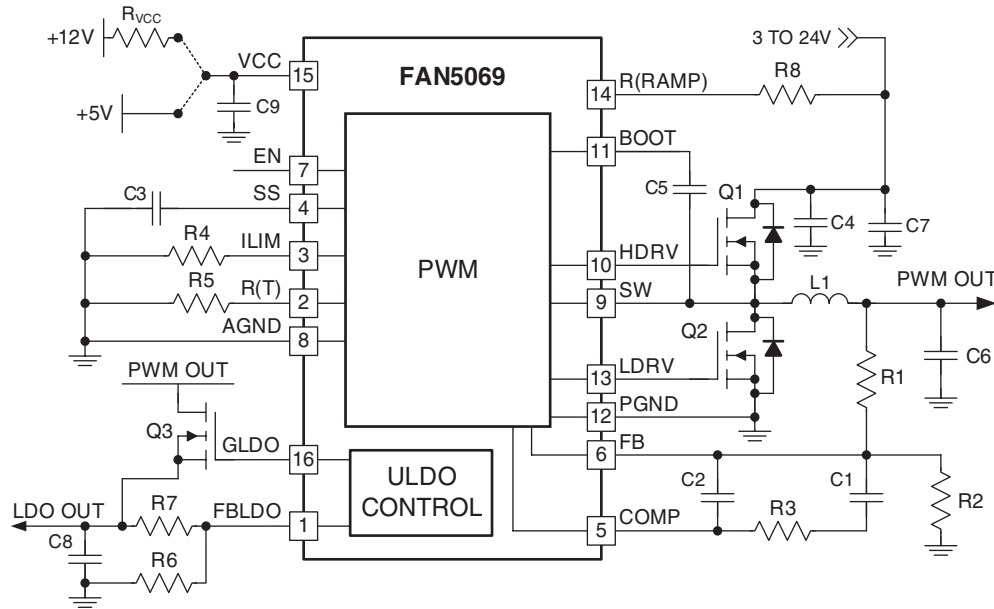 RVCC
+12V
3 TO 24V
VCC
15
FAN5069
R(RAMP)
R8
14
+5V
C9
BOOT
11
EN
7
C5
Q1
C3
SS
4
C4
C7
R4
ILIM
3
PWM
10
HDRV
R5
R(T)
2
9
SW
L1
PWM OUT
AGND
8
Q2
C6
PWM OUT
13
LDRV
R1
Q3
12
PGND
GLDO
16
ULDO
CONTROL
6
FB
C2
C1
R2
LDO OUT
R7
FBLDO
1
5
COMP
R3
C8
R6